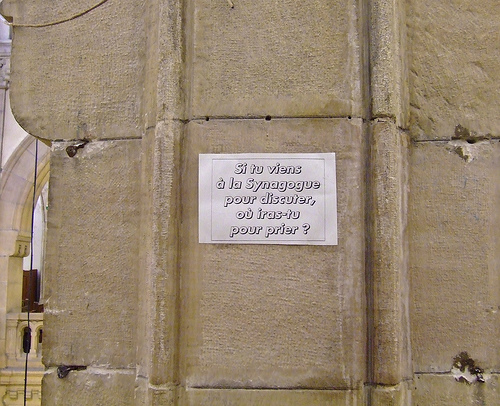 Si tu viens
à la Synagogue
pour discuter,
où iras-tu
pour prier ?